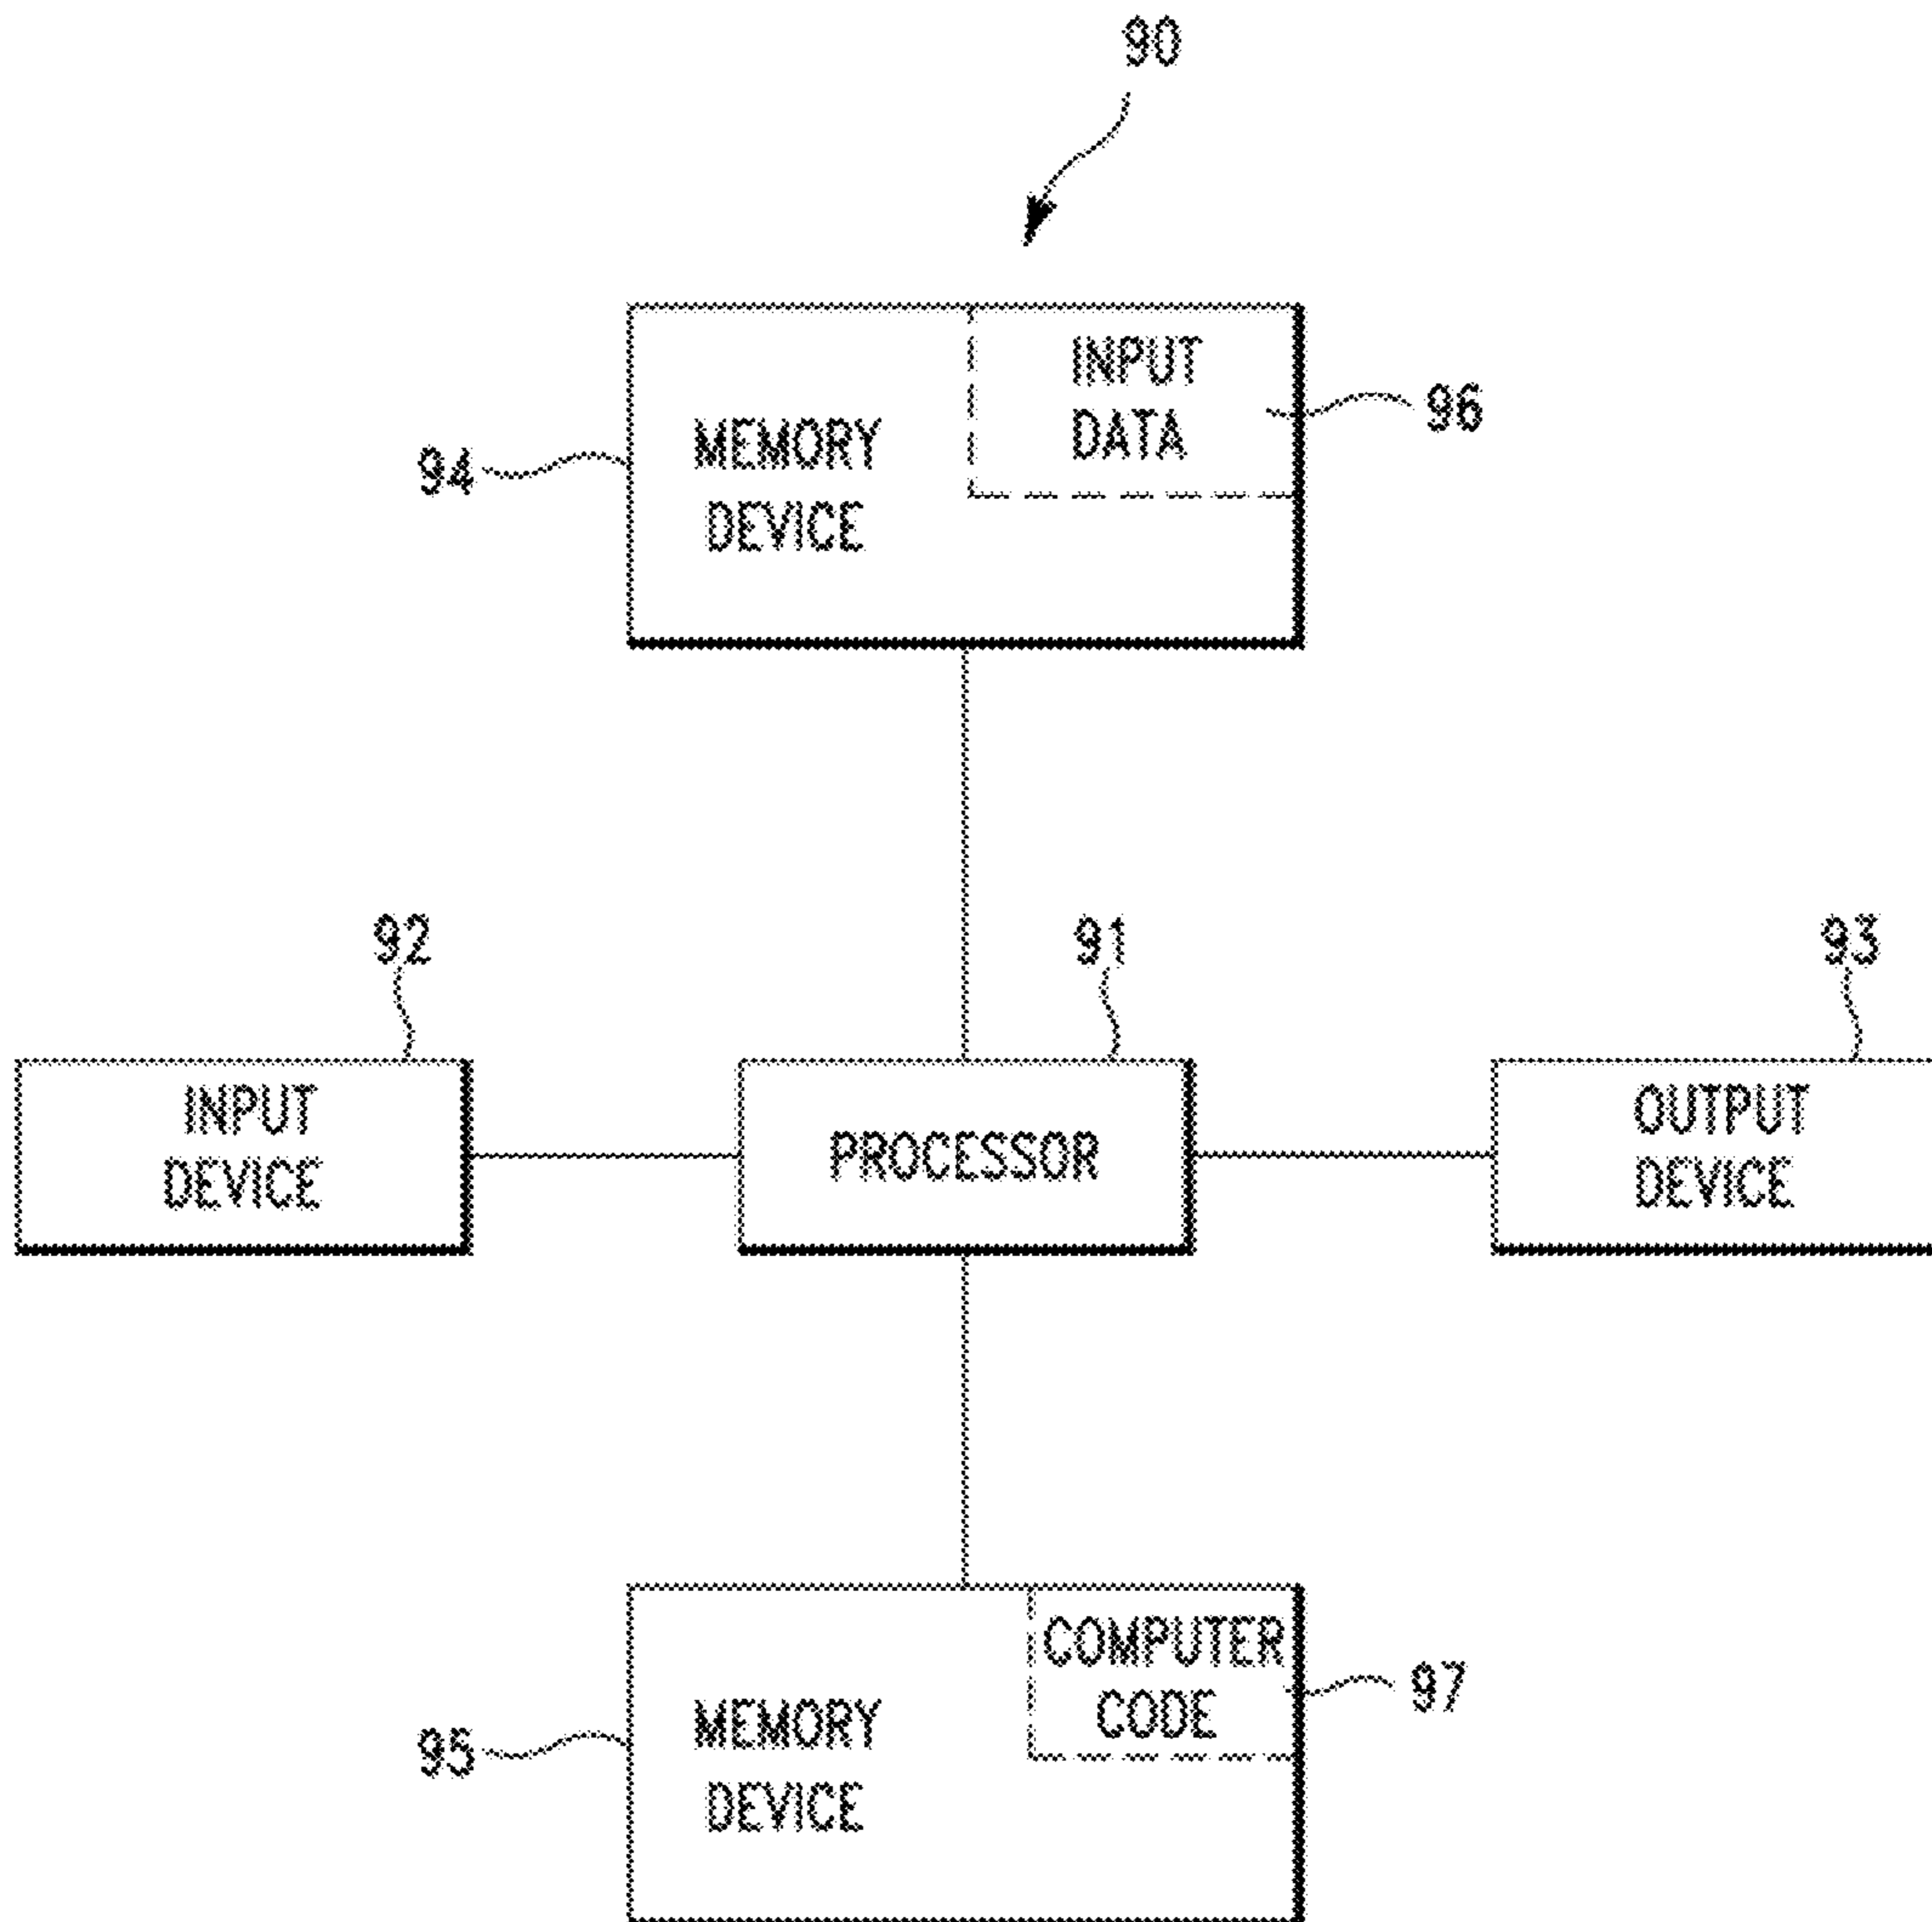 90
INPUT
DATA
96
94
MEMORY
DEVICE
92
91
93
INPUT
DEVICE
PROCESSOR
OUTPUT
DEVICE
COMPUTER
CODE
97
95
MEMORY
DEVICE